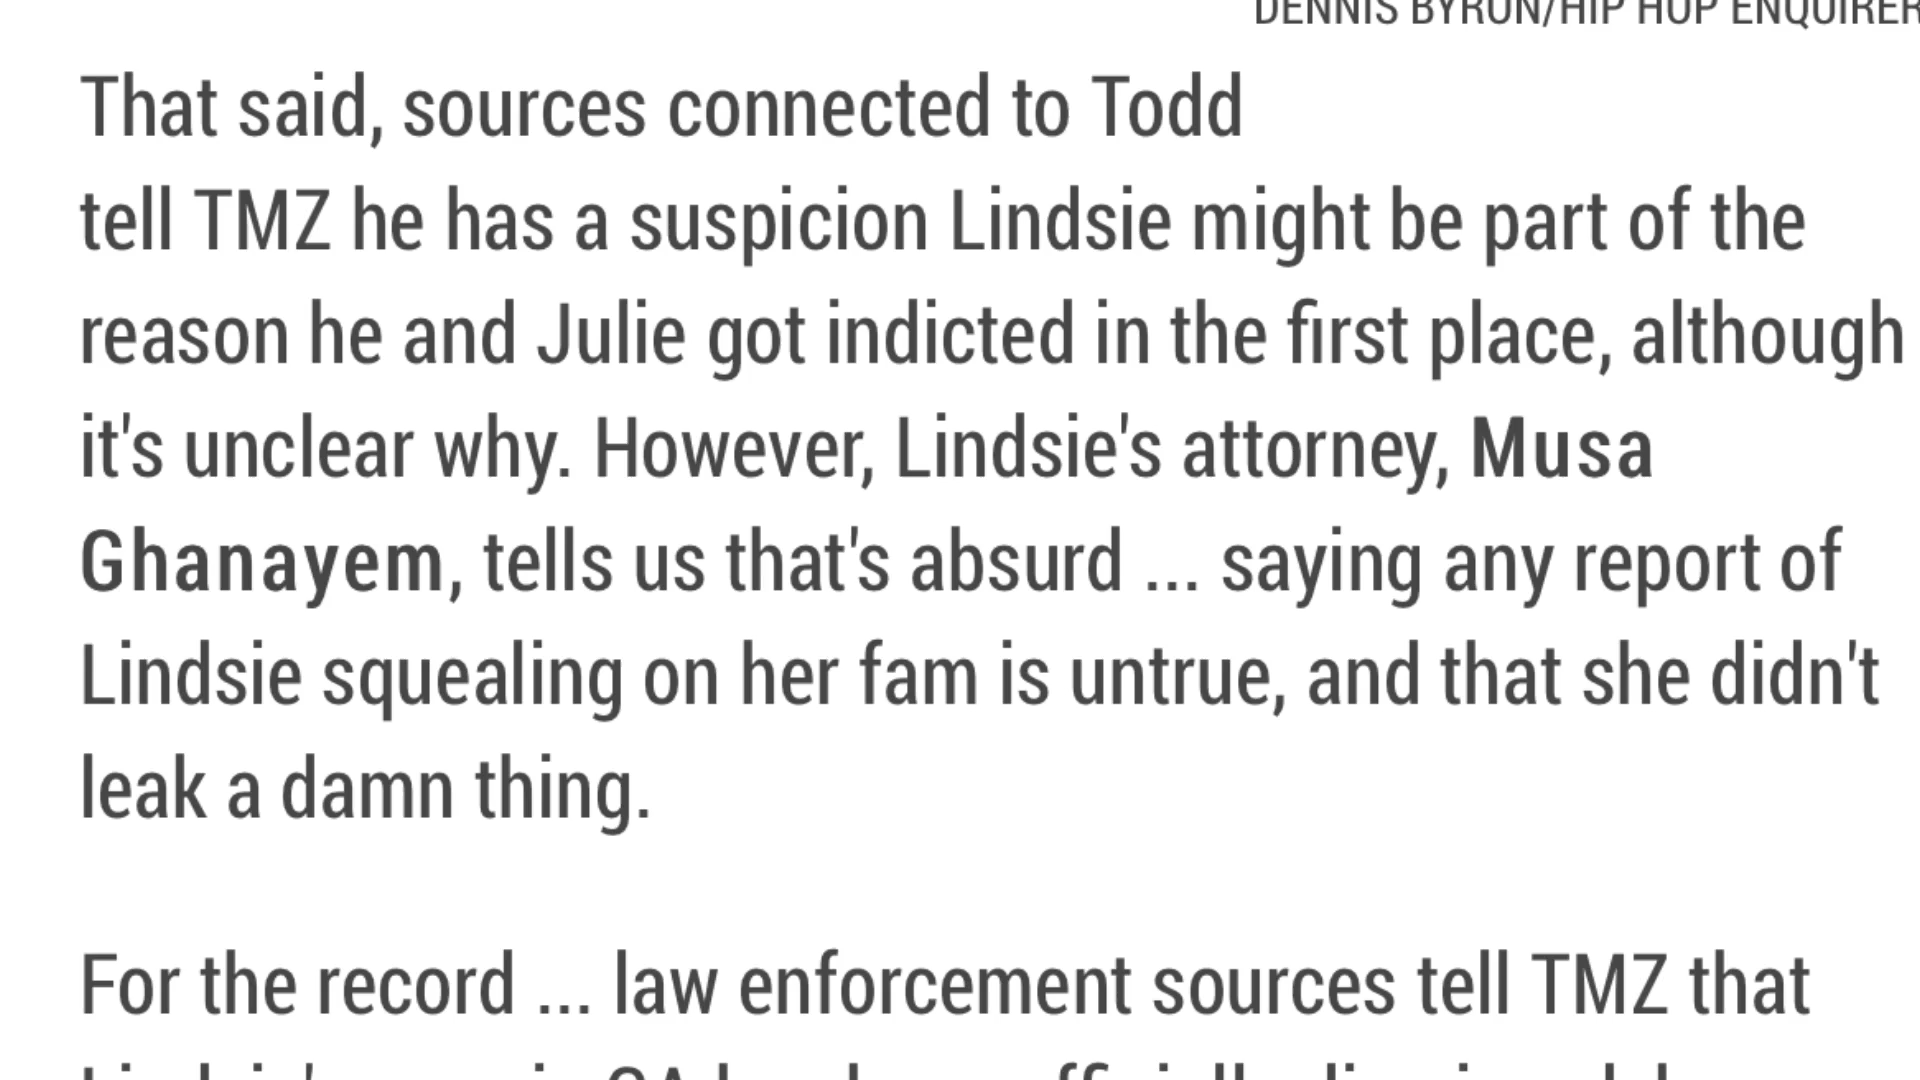 DENNIS BYRON/HIP HOP ENQUIRER
That said, sources connected to Todd
tell TMZ he has a suspicion Lindsie might be part of the
reason he and Julie got indicted in the first place, although
it's unclear why. However, Lindsie's attorney, Musa
Ghanayem, tells us that's absurd ... saying any report of
Lindsie squealing on her fam is untrue, and that she didn't
leak a damn thing.
For the record ... law enforcement sources tell TMZ that